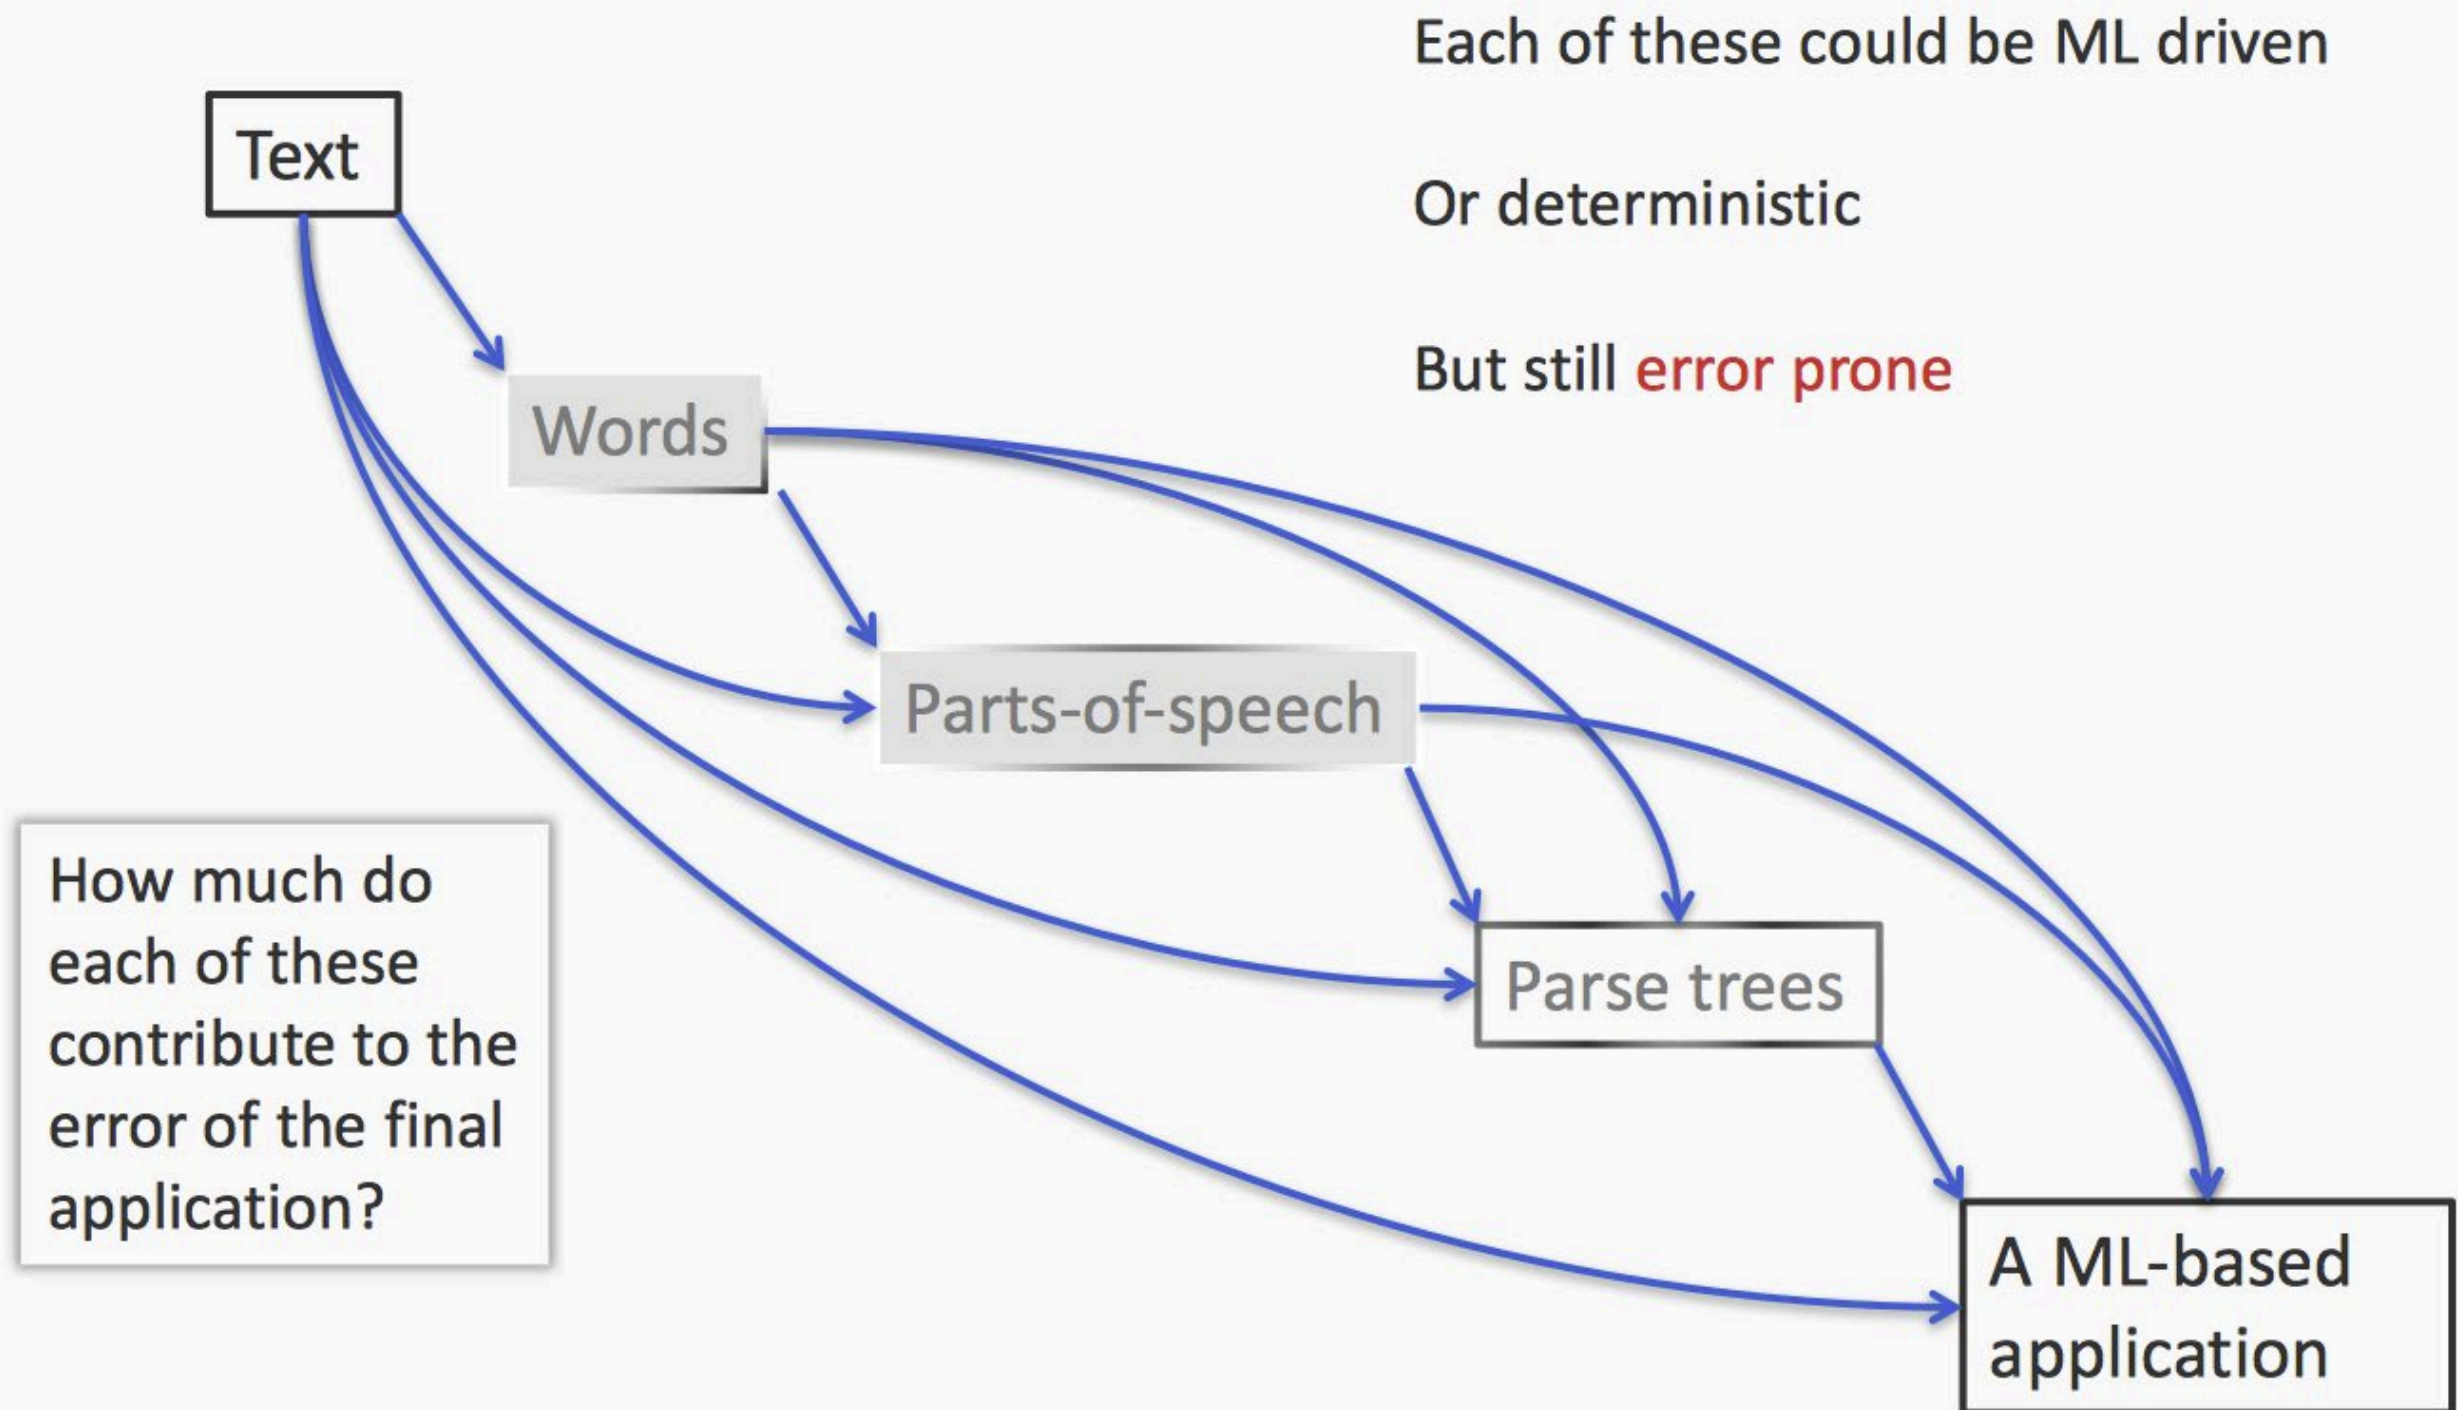 Each of these could be ML driven
Text
Or deterministic
But still error prone
Words
Parts-of-speech
How much do
each of these
contribute to the
error of the final
application?
Parse trees
A ML-based
application